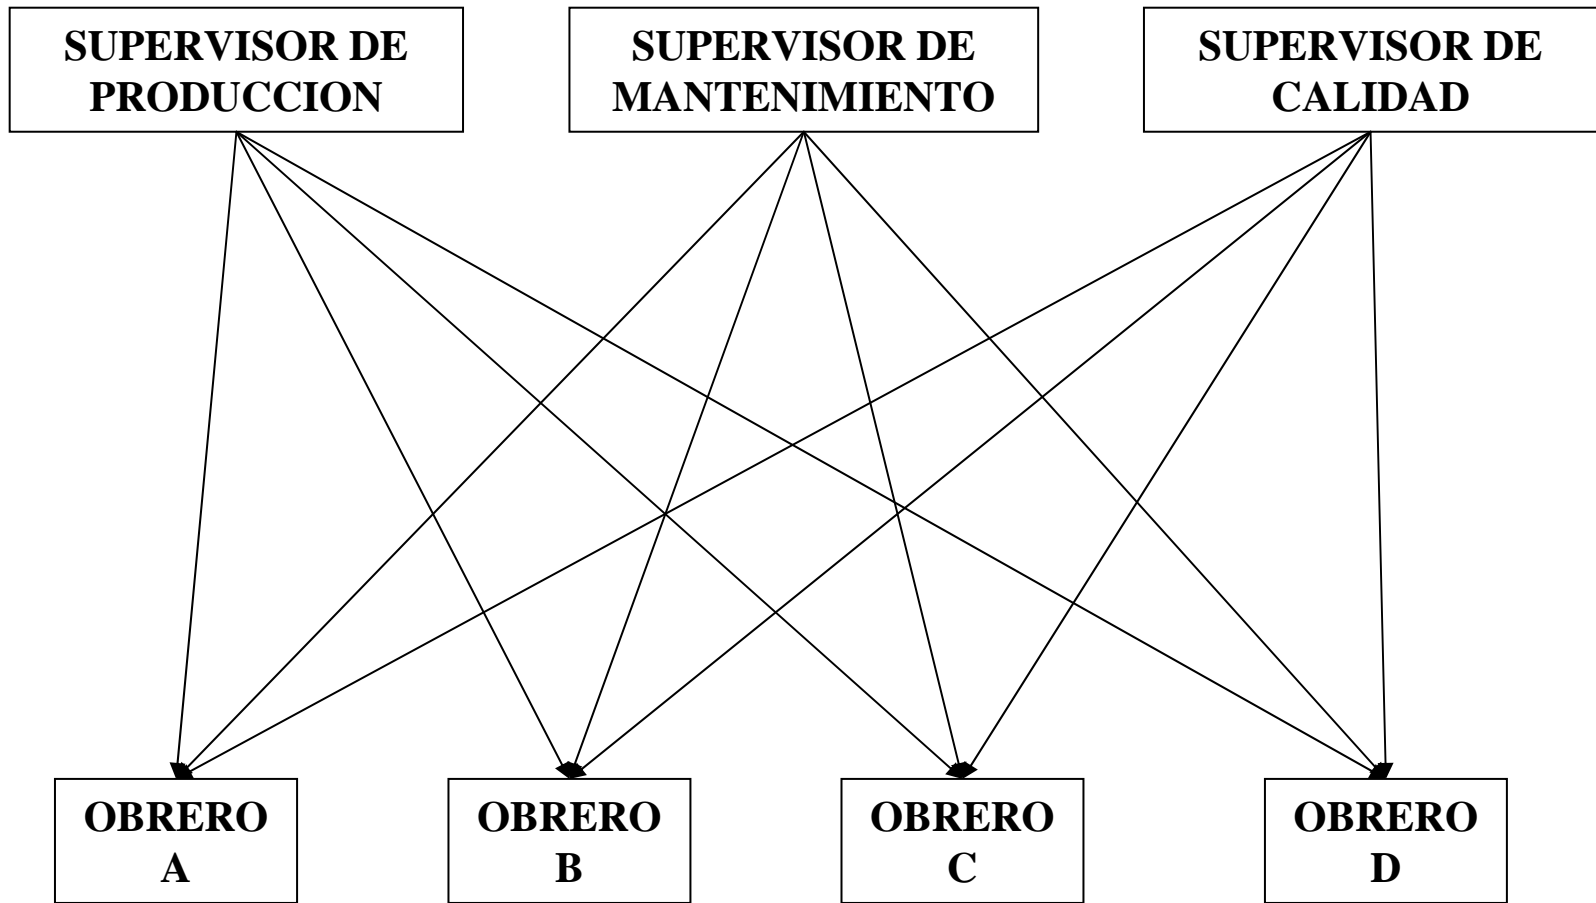 SUPERVISOR DE
PRODUCCION
SUPERVISOR DE
MANTENIMIENTO
SUPERVISOR DE
CALIDAD
OBRERO
A
OBRERO
B
OBRERO
C
OBRERO
D